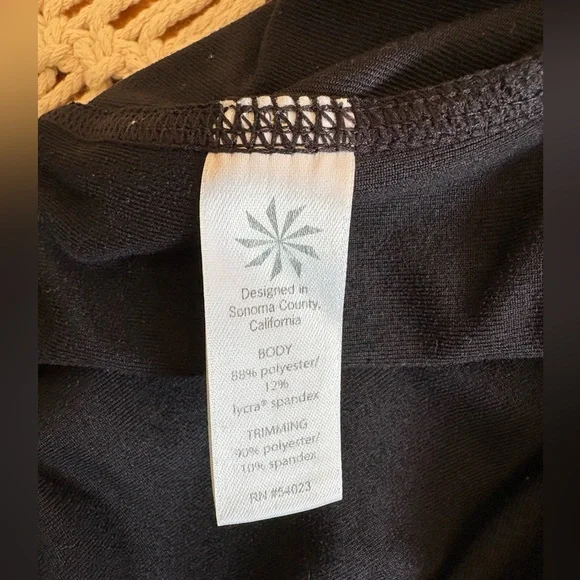 Designed in
Sonoma County,
California
BODY
88% polyester/
12%
lycra® spandex
TRIMMING
90% polyester/
10% spandex
RN #54023